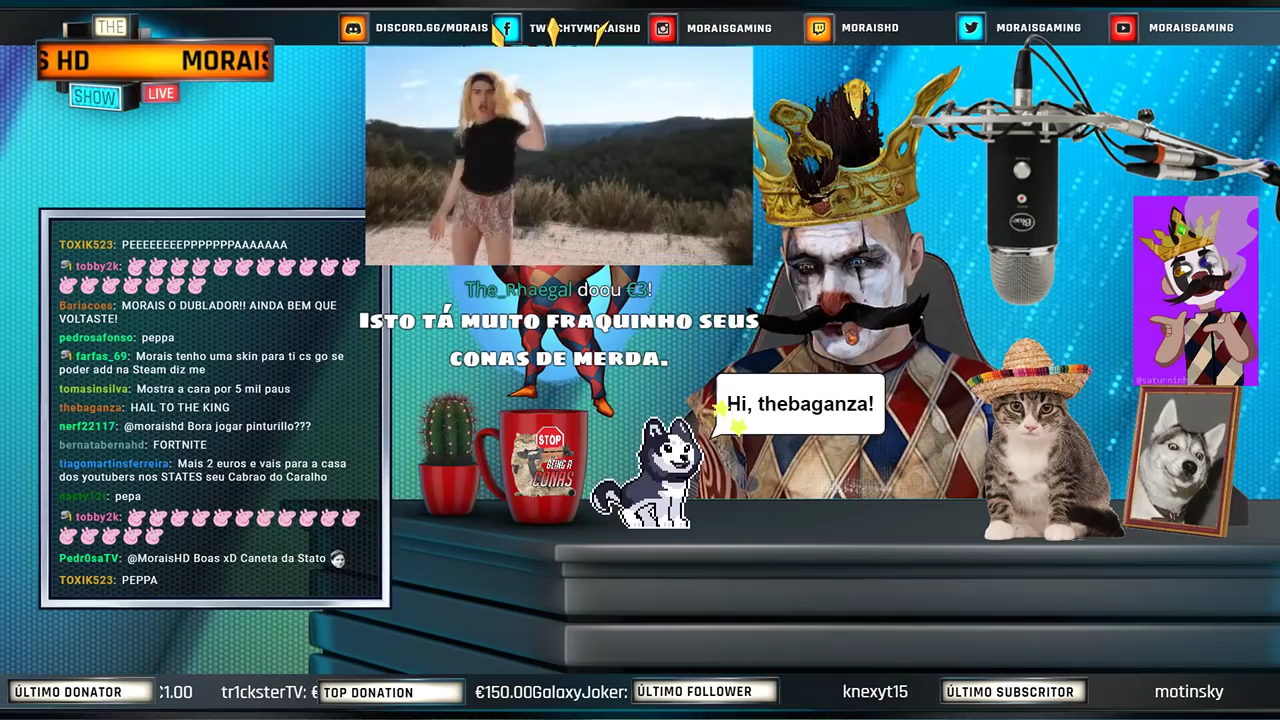 THE
S HD MORAIS
SHOW
LIVE
DISCORD.GG/MORAIS
MORAISGAMING
MORAISHD
MORAISGAMING
MORAISGAMING
TOXIK523: PEEEEEEEEPPPPPPPAAAAAAA
tobby2k:
Bariacoes: MORAIS O DUBLADOR!! AINDA BEM QUE
VOLTASTE!
pedrosafonso: peppa
farfas_69: Morais tenho uma skin para ti cs go se
poder add na Steam diz me
tomasinsilva: Mostra a cara por 5 mil paus
thebaganza: HAIL TO THE KING
nerf22117: @moraishd Bora jogar pinturillo???
bernatabernahd: FORTNITE
tiagomartinsferreira: Mais 2 euros e vais para a casa
dos youtubers nos STATES seu Cabrao do Caralho
pepa
tobby2k:
Pedr0saTV: @MoraisHD Boas xD Caneta da Stato
TOXIK523: PEPPA
The_Rhaegal doou €3!
ISTO TÁ MUITO FRAQUINHO SEUS
CONAS DE MERDA.
STOP
BEING A
CONAS
Hi, thebaganza!
Blue
ÚLTIMO DONATOR
1.00 tr1cksterTV: €
TOP DONATION
€150.00GalaxyJoker:
ÚLTIMO FOLLOWER
knexyt15
ÚLTIMO SUBSCRITOR
motinsky